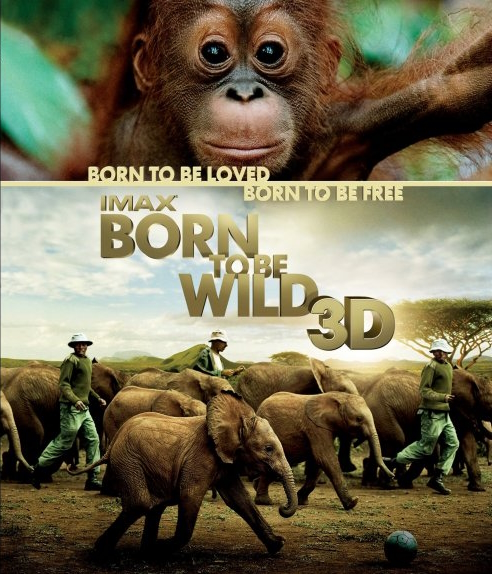 BORN TO BE LOVED
BORN TO BE FREE
IMAX
BORN
TO BE
WILD 3D